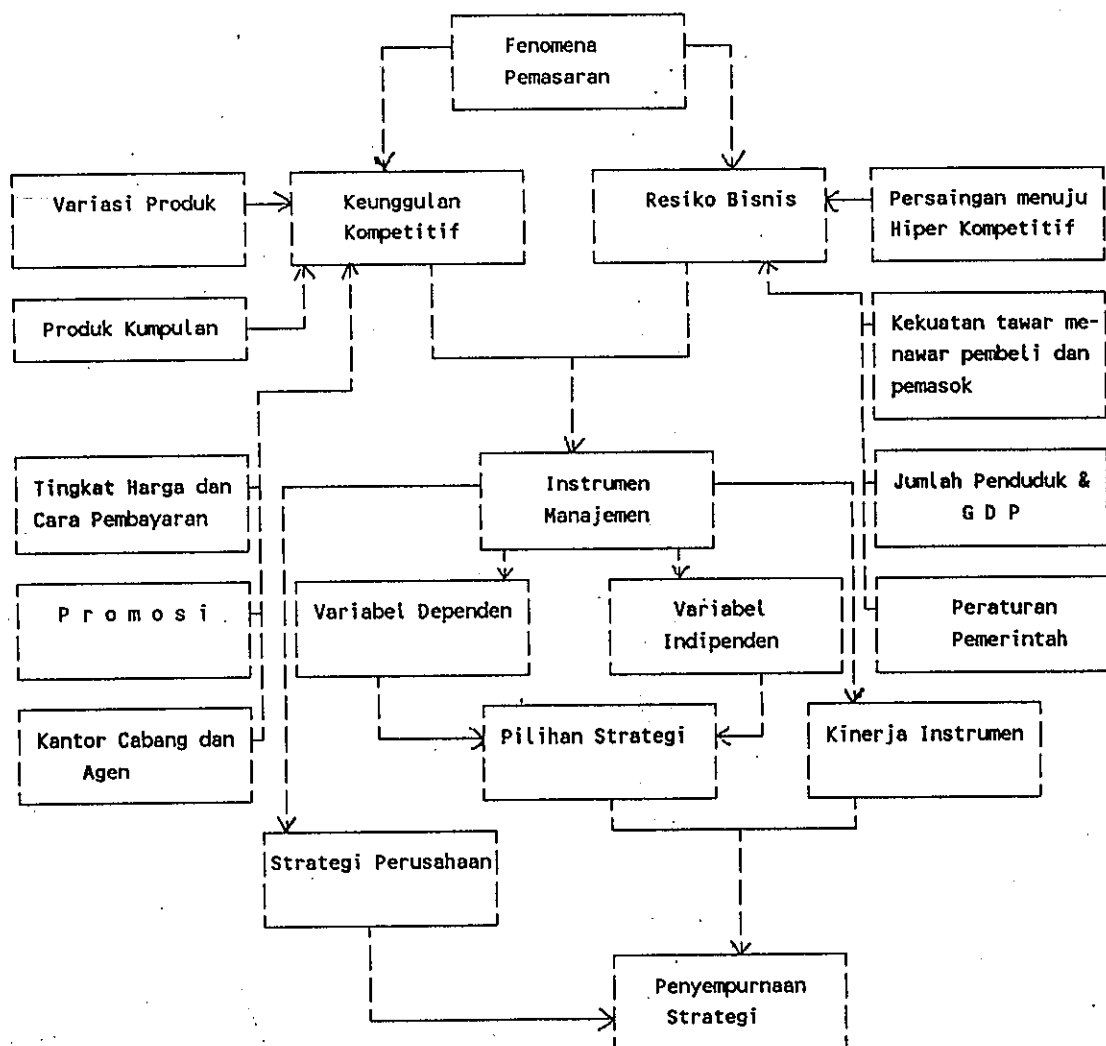 Fenomena
Pemasaran
Variasi Produk
Keunggulan
Kompetitif
Resiko Bisnis
Persaingan menuju
Hiper Kompetitif
Produk Kumpulan
Kekuatan tawar me-
nawar pembeli dan
pemasok
Tingkat Harga dan
Cara Pembayaran
Instrumen
Manajemen
Jumlah Penduduk &
G D P
P r o m o s i
Variabel Dependen
Variabel
Indipenden
Peraturan
Pemerintah
Kantor Cabang dan
Agen
Pilihan Strategi
Kinerja Instrumen
Strategi Perusahaan
Penyempurnaan
Strategi